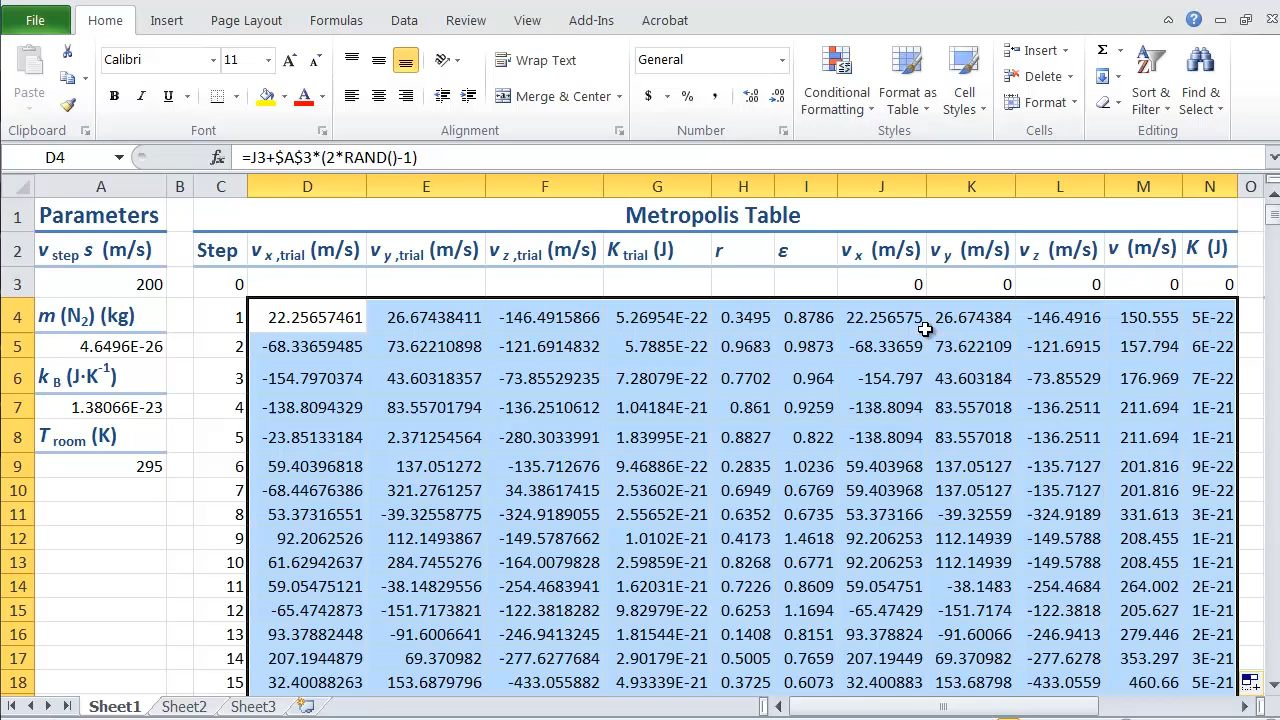 File Home Insert Page Layout Formulas Data Review View Add-Ins Acrobat
Calibri 11 Wrap Text General Insert
Paste B I U Merge & Center $ % , Conditional Formatting Format as Table Cell Styles Delete Format Sort & Filter Find & Select
Clipboard Font Alignment Number Styles Cells Editing
D4 fx =J3+$A$3*(2*RAND()-1)
A B C D E F G H I J K L M N O
1 Parameters Metropolis Table
2 v step s (m/s) Step v x ,trial (m/s) v y ,trial (m/s) v z ,trial (m/s) K trial (J) r ε v x (m/s) v y (m/s) v z (m/s) v (m/s) K (J)
3 200 0 0 0 0 0 0
4 m (N2) (kg) 1 22.25657461 26.67438411 -146.4915866 5.26954E-22 0.3495 0.8786 22.256575 26.674384 -146.4916 150.555 5E-22
5 4.6496E-26 2 -68.33659485 73.62210898 -121.6914832 5.7885E-22 0.9683 0.9873 -68.33659 73.622109 -121.6915 157.794 6E-22
6 k B (J·K-1) 3 -154.7970374 43.60318357 -73.85529235 7.28079E-22 0.7702 0.964 -154.797 43.603184 -73.85529 176.969 7E-22
7 1.38066E-23 4 -138.8094329 83.55701794 -136.2510612 1.04184E-21 0.861 0.9259 -138.8094 83.557018 -136.2511 211.694 1E-21
8 T room (K) 5 -23.85133184 2.371254564 -280.3033991 1.83995E-21 0.8827 0.822 -138.8094 83.557018 -136.2511 211.694 1E-21
9 295 6 59.40396818 137.051272 -135.712676 9.46886E-22 0.2835 1.0236 59.403968 137.05127 -135.7127 201.816 9E-22
10 7 -68.44676386 321.2761257 34.38617415 2.53602E-21 0.6949 0.6769 59.403968 137.05127 -135.7127 201.816 9E-22
11 8 53.37316551 -39.32558775 -324.9189055 2.55652E-21 0.6352 0.6735 53.373166 -39.32559 -324.9189 331.613 3E-21
12 9 92.2062526 112.1493867 -149.5787662 1.0102E-21 0.4173 1.4618 92.206253 112.14939 -149.5788 208.455 1E-21
13 10 61.62942637 284.7455276 -164.0079828 2.59859E-21 0.8268 0.6771 92.206253 112.14939 -149.5788 208.455 1E-21
14 11 59.05475121 -38.14829556 -254.4683941 1.62031E-21 0.7226 0.8609 59.054751 -38.1483 -254.4684 264.002 2E-21
15 12 -65.4742873 -151.7173821 -122.3818282 9.82979E-22 0.6253 1.1694 -65.47429 -151.7174 -122.3818 205.627 1E-21
16 13 93.37882448 -91.6006641 -246.9413245 1.81544E-21 0.1408 0.8151 93.378824 -91.60066 -246.9413 279.446 2E-21
17 14 207.1944879 69.370982 -277.6277684 2.90179E-21 0.5005 0.7659 207.19449 69.370982 -277.6278 353.297 3E-21
18 15 32.40088263 153.6879796 -433.0558882 4.93339E-21 0.3725 0.6073 32.400883 153.68798 -433.0559 460.66 5E-21
Sheet1 Sheet2 Sheet3